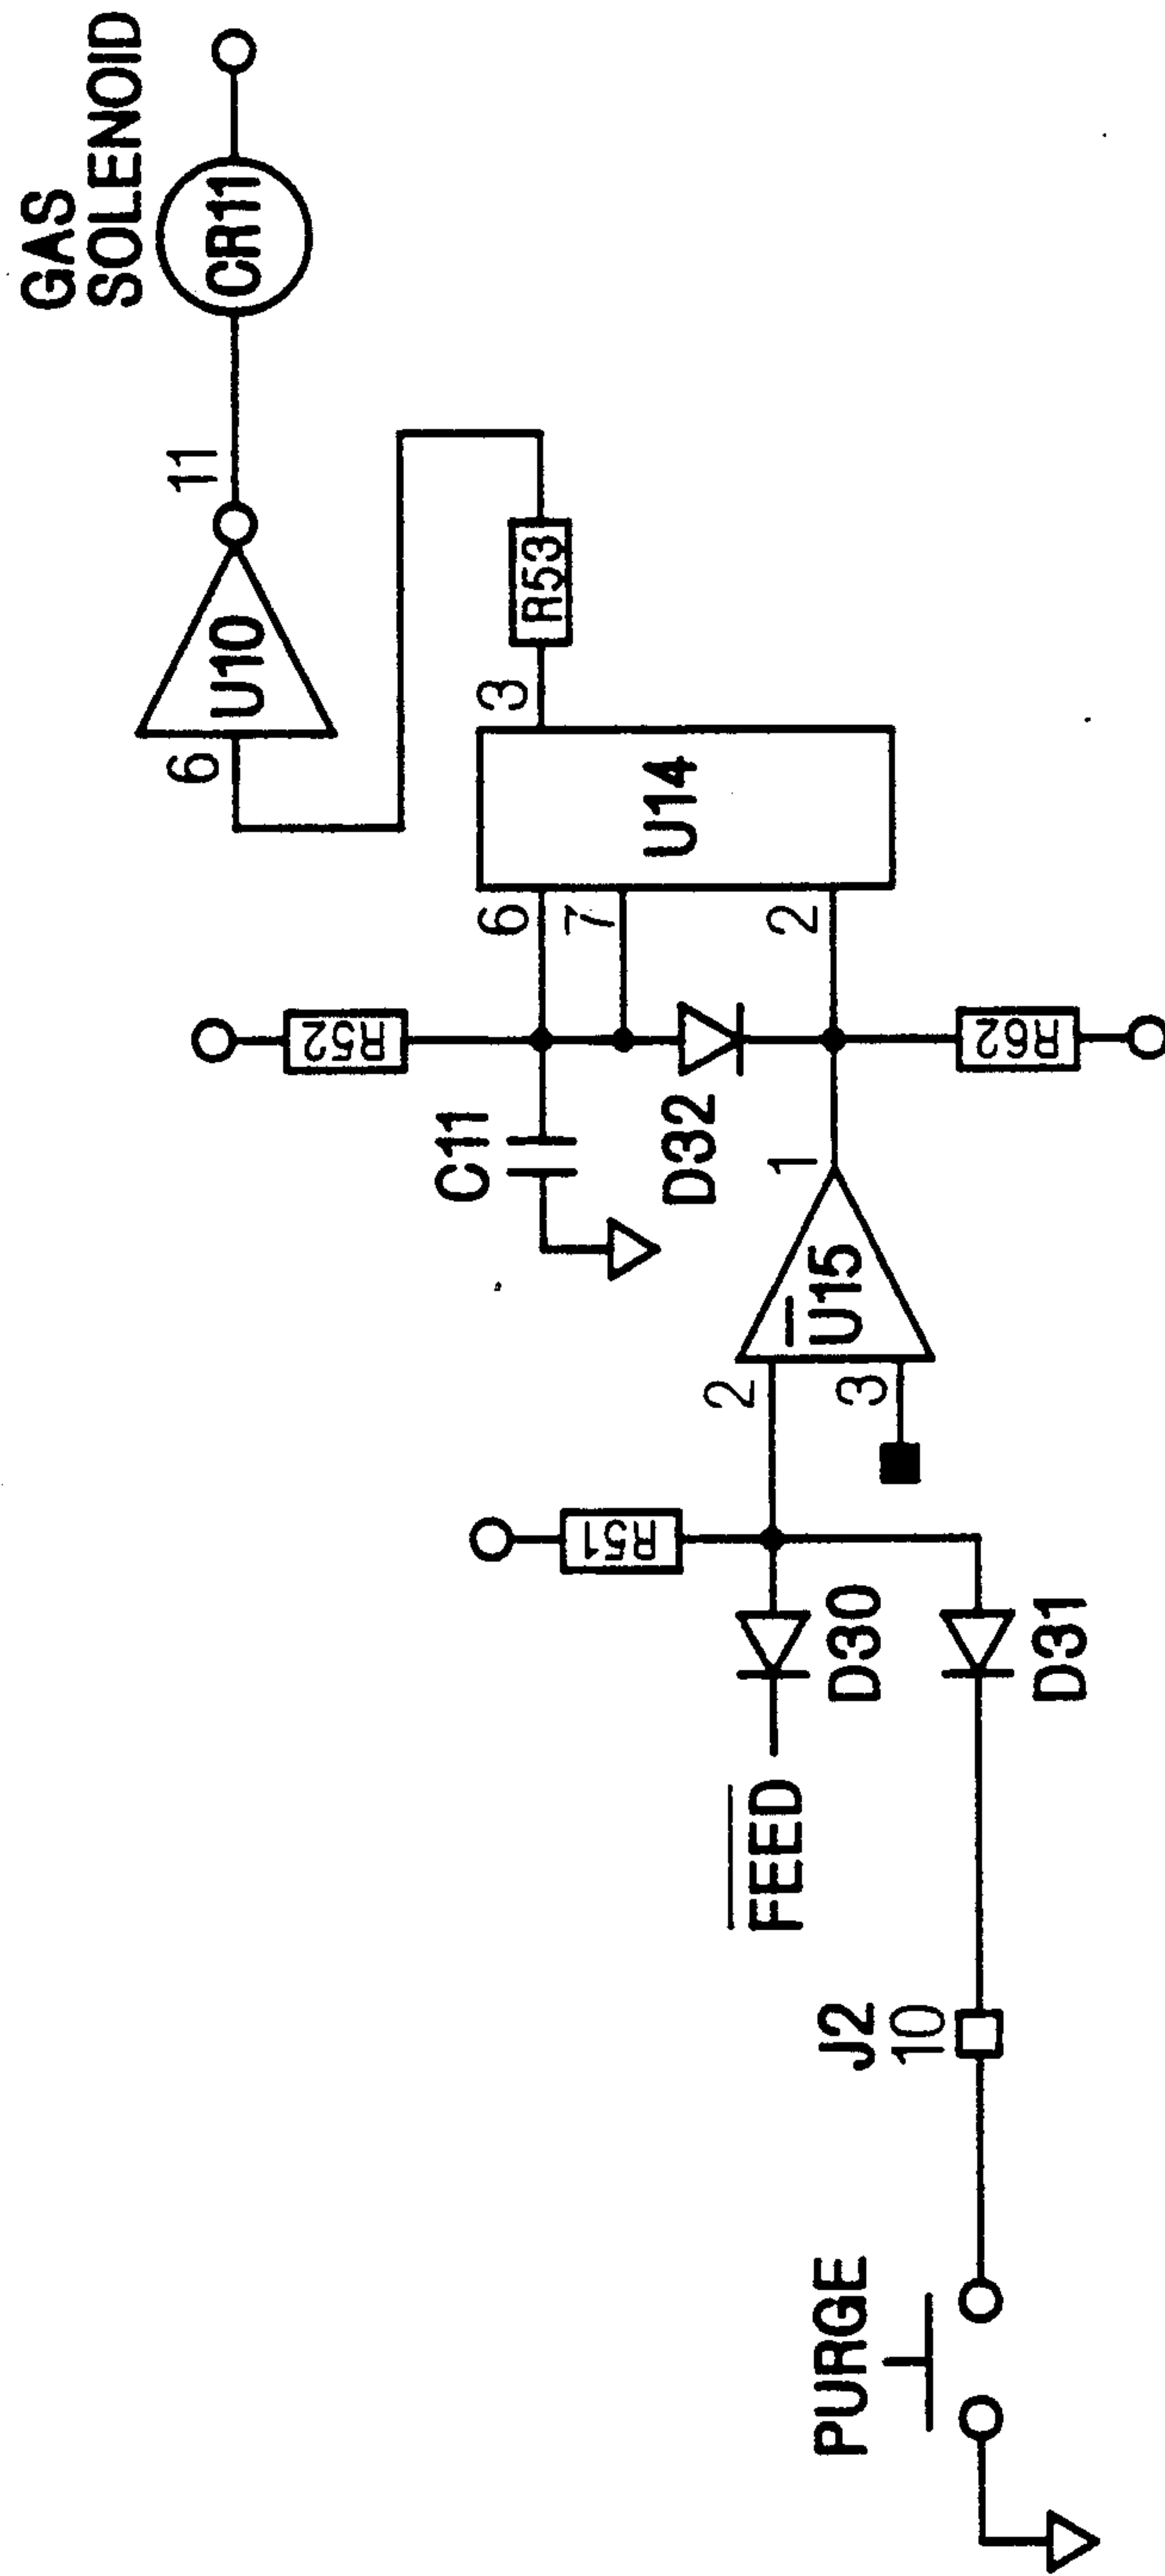 GAS
SOLENOID
CR11
11
U10
6
R53
3
U14
6
7
2
R52
C11
D32
R62
1
U15
2
3
R51
D30
D31
FEED
J2
10
PURGE